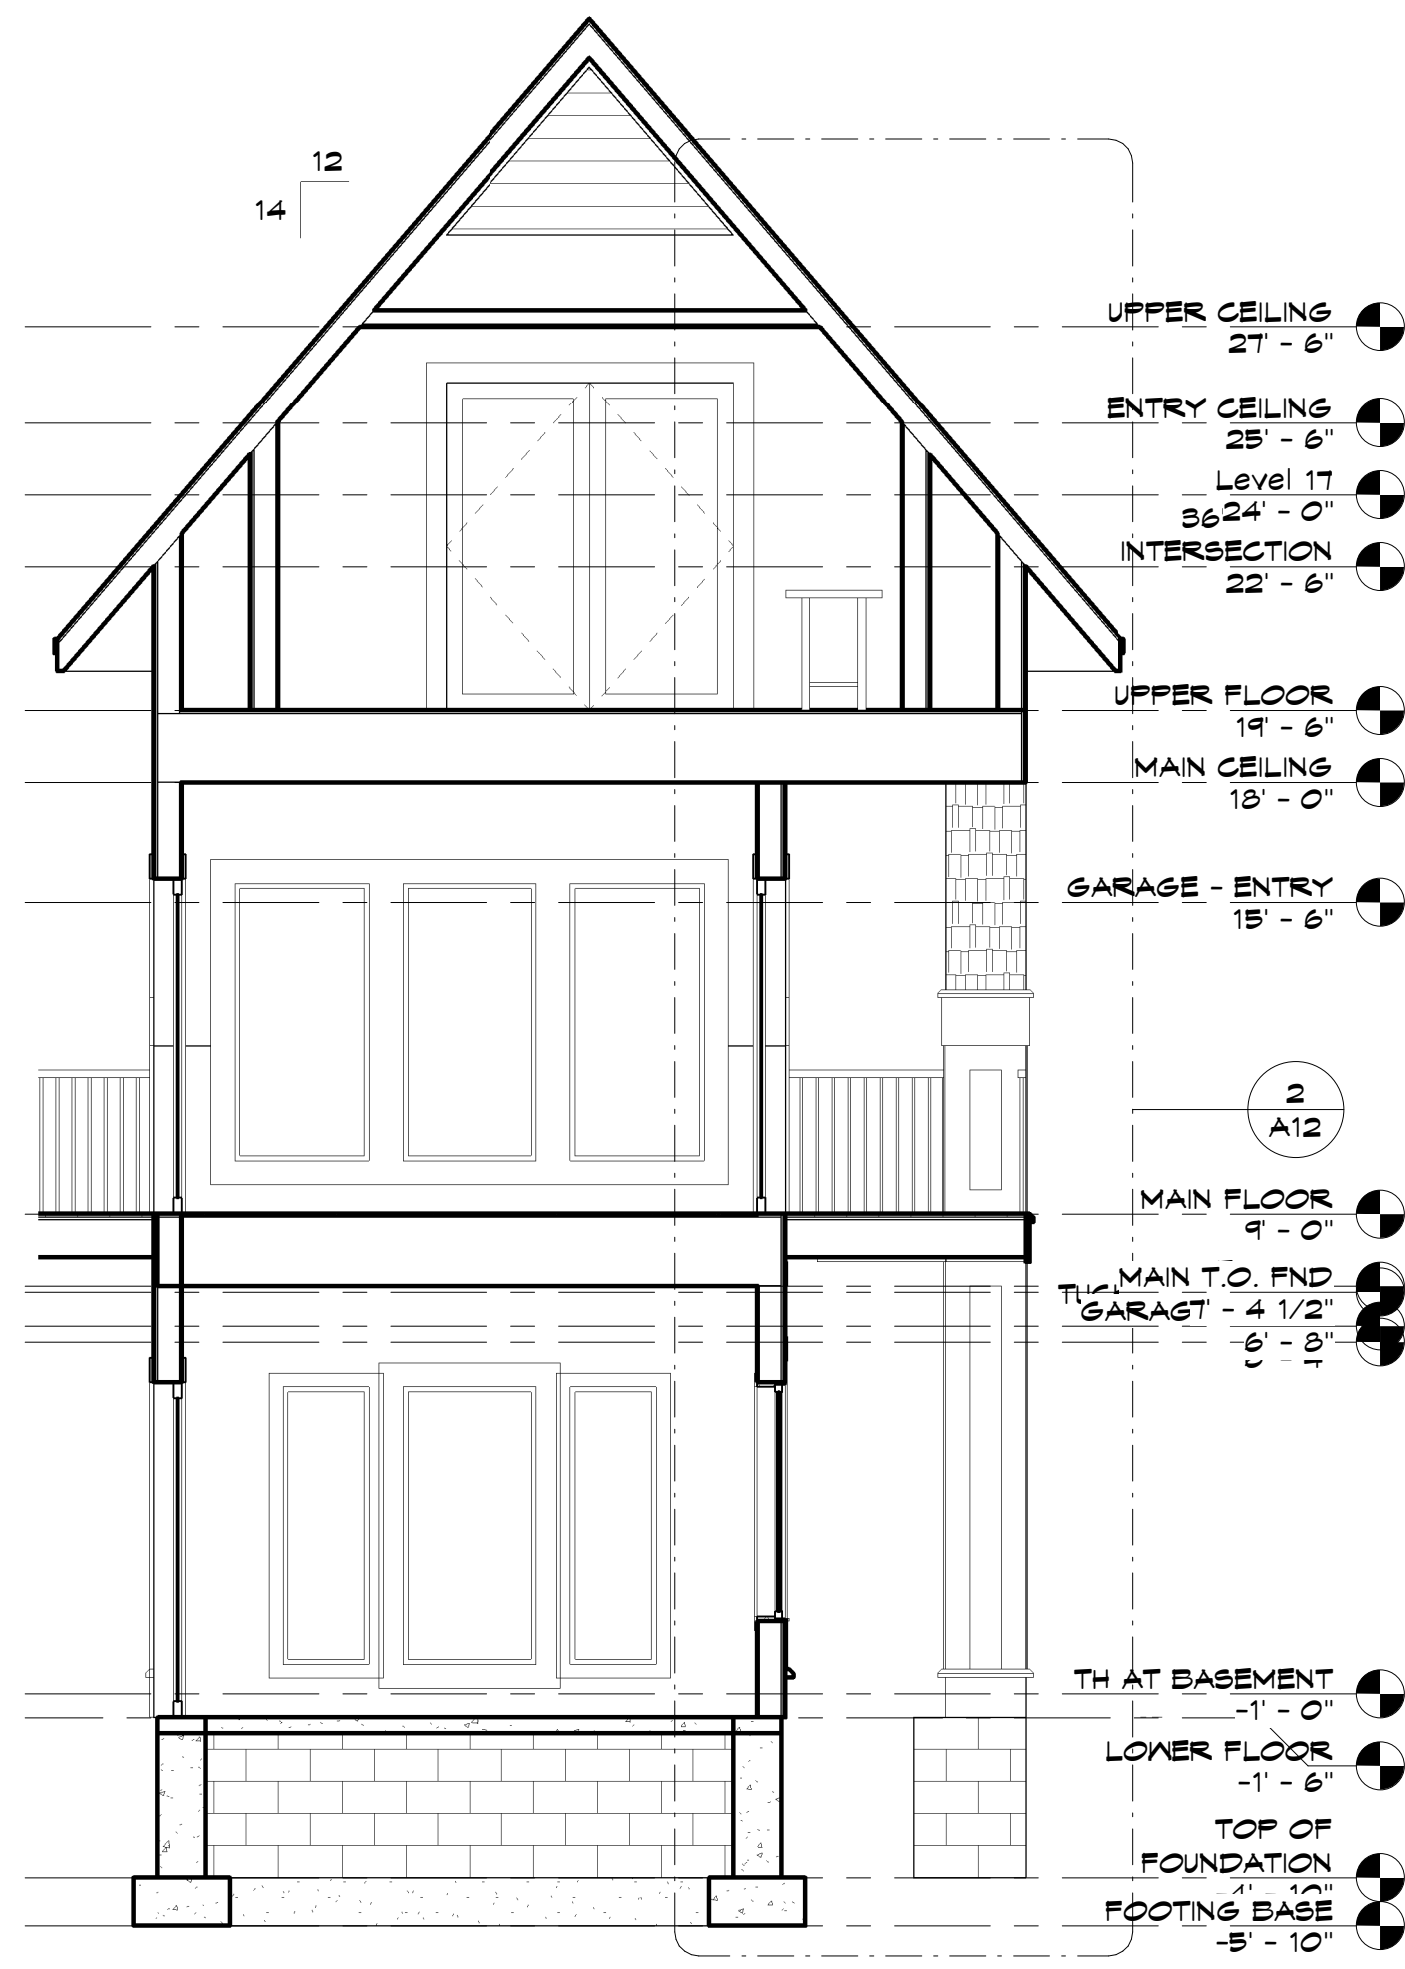 12
14
UPPER CEILING
27' - 6"
ENTRY CEILING
25' - 6"
Level 17
36
24' - 0"
INTERSECTION
22' - 6"
UPPER FLOOR
19' - 6"
MAIN CEILING
18' - 0"
GARAGE - ENTRY
15' - 6"
2
A12
MAIN FLOOR
9' - 0"
MAIN T.O. FND
7' - 4 1/2"
6' - 8"
TH AT BASEMENT
-1' - 0"
LOWER FLOOR
-1' - 6"
TOP OF
FOUNDATION
FOOTING BASE
-5' - 10"